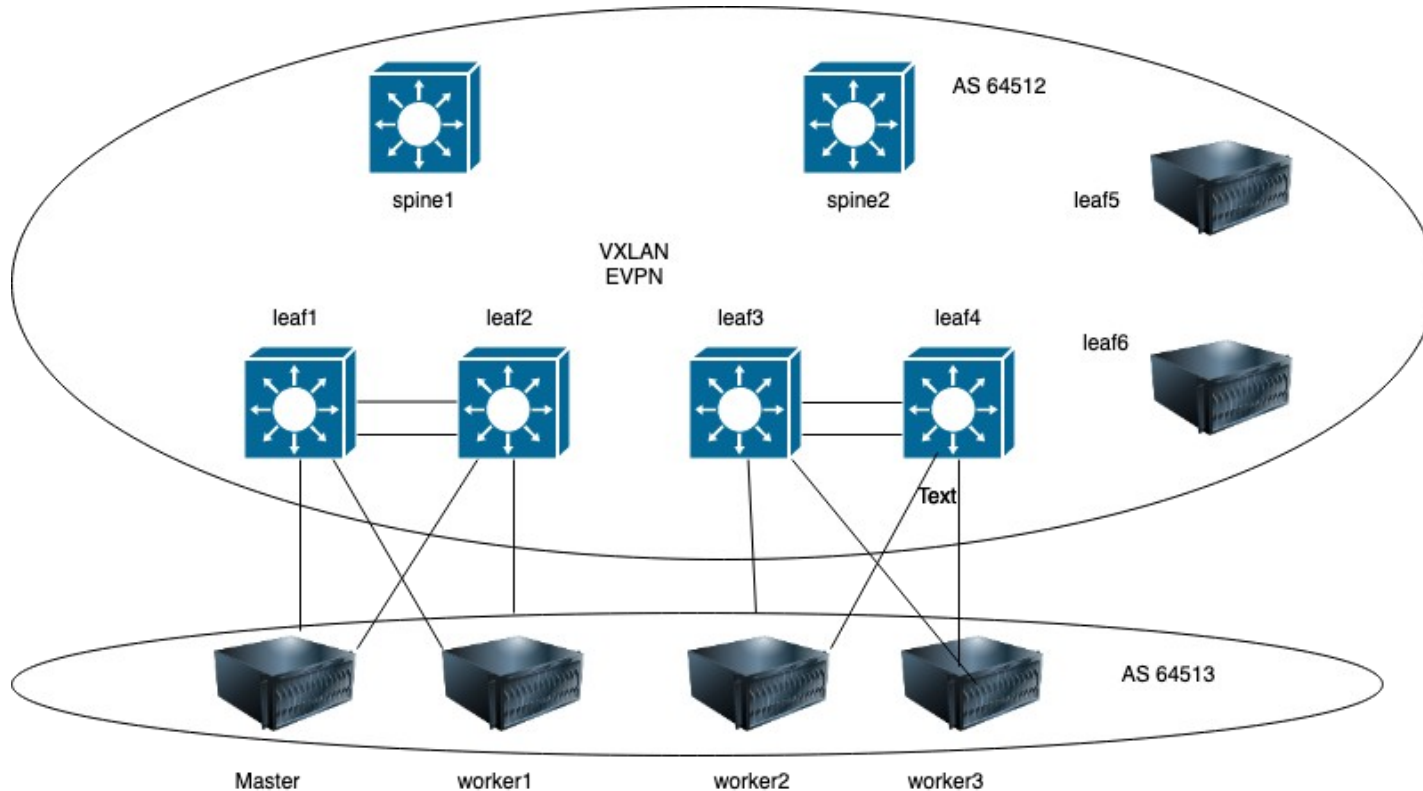 AS 64512
spine1
spine2
leaf5
VXLAN
EVPN
leaf1
leaf2
leaf3
leaf4
leaf6
Text
AS 64513
Master
worker1
worker2
worker3